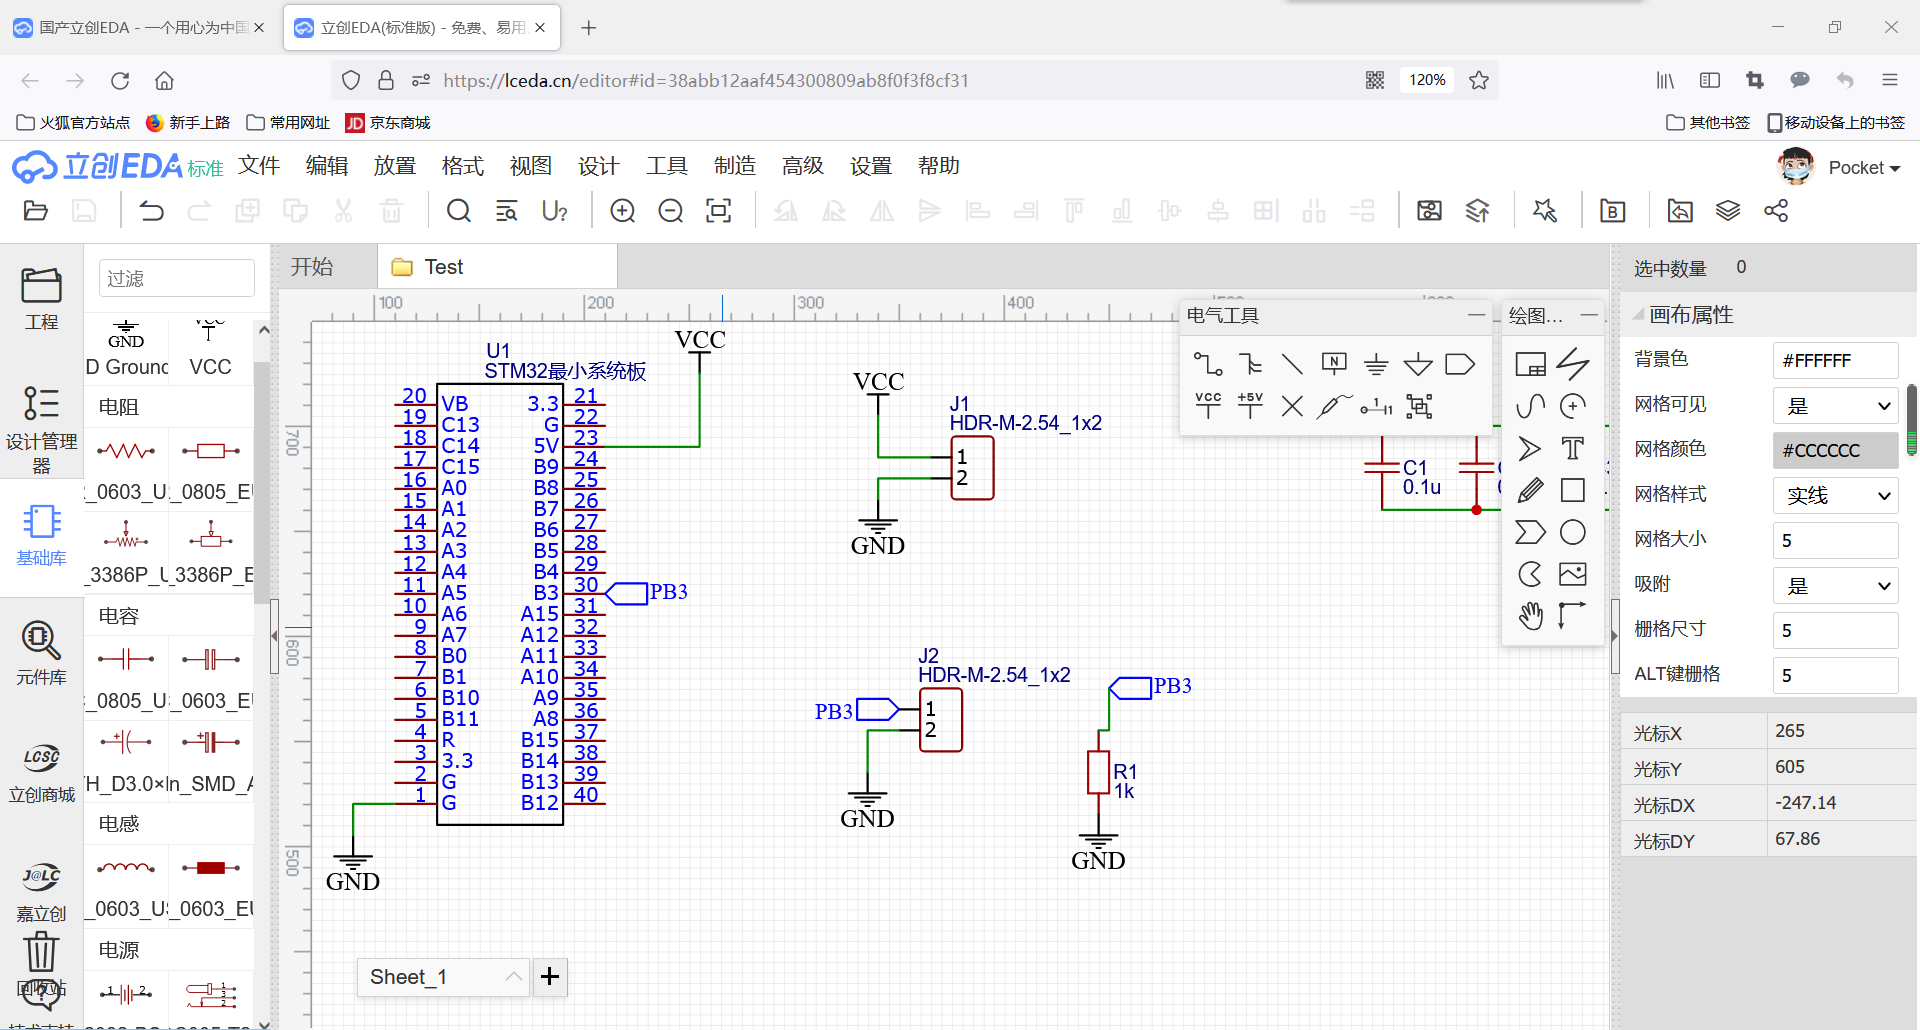 国产立创EDA - 一个用心为中国
立创EDA(标准版) - 免费、易用
https://lceda.cn/editor#id=38abb12aaf454300809ab8f0f3f8cf31
120%
火狐官方站点
新手上路
常用网址
JD 京东商城
其他书签
移动设备上的书签
立创EDA 标准
文件
编辑
放置
格式
视图
设计
工具
制造
高级
设置
帮助
Pocket
工程
设计管理器
基础库
元件库
LCSC
立创商城
J@LC
嘉立创
回收站
过滤
GND
VCC
D Ground
VCC
电阻
_0603_U
_0805_E
_3386P_U
_3386P_E
电容
_0805_U
_0603_E
H_D3.0×
n_SMD_A
电感
_0603_U
_0603_EU
电源
1 2
1
3
2
开始
Test
100
200
300
400
700
600
500
U1
STM32最小系统板
VCC
20 VB 3.3 21
19 C13 G 22
18 C14 5V 23
17 C15 B9 24
16 A0 B8 25
15 A1 B7 26
14 A2 B6 27
13 A3 B5 28
12 A4 B4 29
11 A5 B3 30 PB3
10 A6 A15 31
9 A7 A12 32
8 B0 A11 33
7 B1 A10 34
6 B10 A9 35
5 B11 A8 36
4 R B15 37
3 3.3 B14 38
2 G B13 39
1 G B12 40
GND
VCC
J1
HDR-M-2.54_1x2
1
2
GND
J2
HDR-M-2.54_1x2
PB3
1
2
GND
PB3
R1
1k
GND
C1
0.1u
Sheet_1
电气工具
N
VCC
+5V
绘图...
T
选中数量 0
画布属性
背景色 #FFFFFF
网格可见 是
网格颜色 #CCCCCC
网格样式 实线
网格大小 5
吸附 是
栅格尺寸 5
ALT键栅格 5
光标X 265
光标Y 605
光标DX -247.14
光标DY 67.86